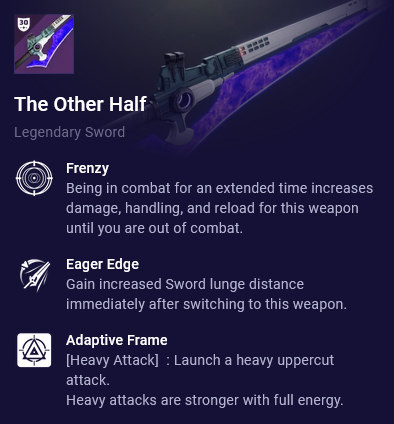 30
The Other Half
Legendary Sword
Frenzy
Being in combat for an extended time increases
damage, handling, and reload for this weapon
until you are out of combat.
Eager Edge
Gain increased Sword lunge distance
immediately after switching to this weapon.
Adaptive Frame
[Heavy Attack]  : Launch a heavy uppercut
attack.
Heavy attacks are stronger with full energy.